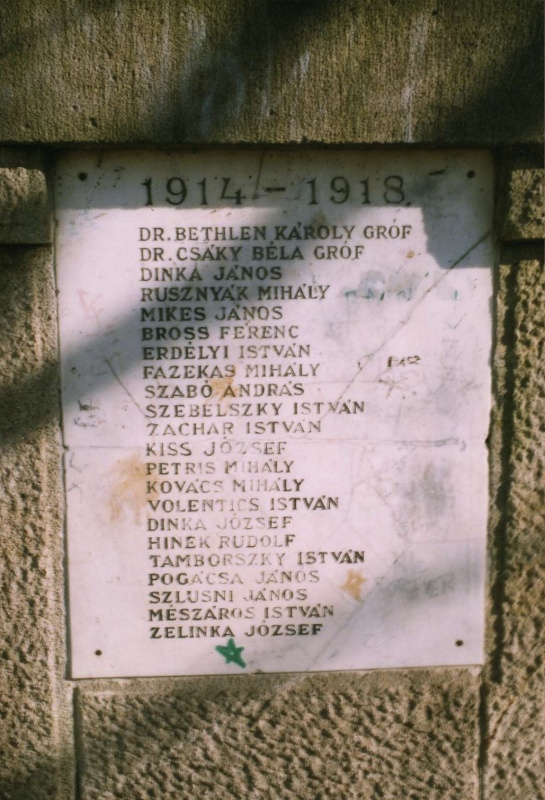 1914 - 1918.
DR. BETHLEN KÁROLY GRÓF
DR. CSÁKY BÉLA GRÓF
DINKA JÁNOS
RUSZNYÁK MIHÁLY
MIKES JÁNOS
BROSS FERENC
ERDÉLYI ISTVÁN
FAZEKAS MIHÁLY
SZABÓ ANDRÁS
SZEBELSZKY ISTVÁN
ZACHAR ISTVÁN
KISS JÓZSEF
PETRIS MIHÁLY
KOVÁCS MIHÁLY
VOLENTICS ISTVÁN
DINKA JÓZSEF
HINEK RUDOLF
TAMBORSZKY ISTVÁN
POGÁCSA JÁNOS
SZLUSNI JÁNOS
MÉSZÁROS ISTVÁN
ZELINKA JÓZSEF